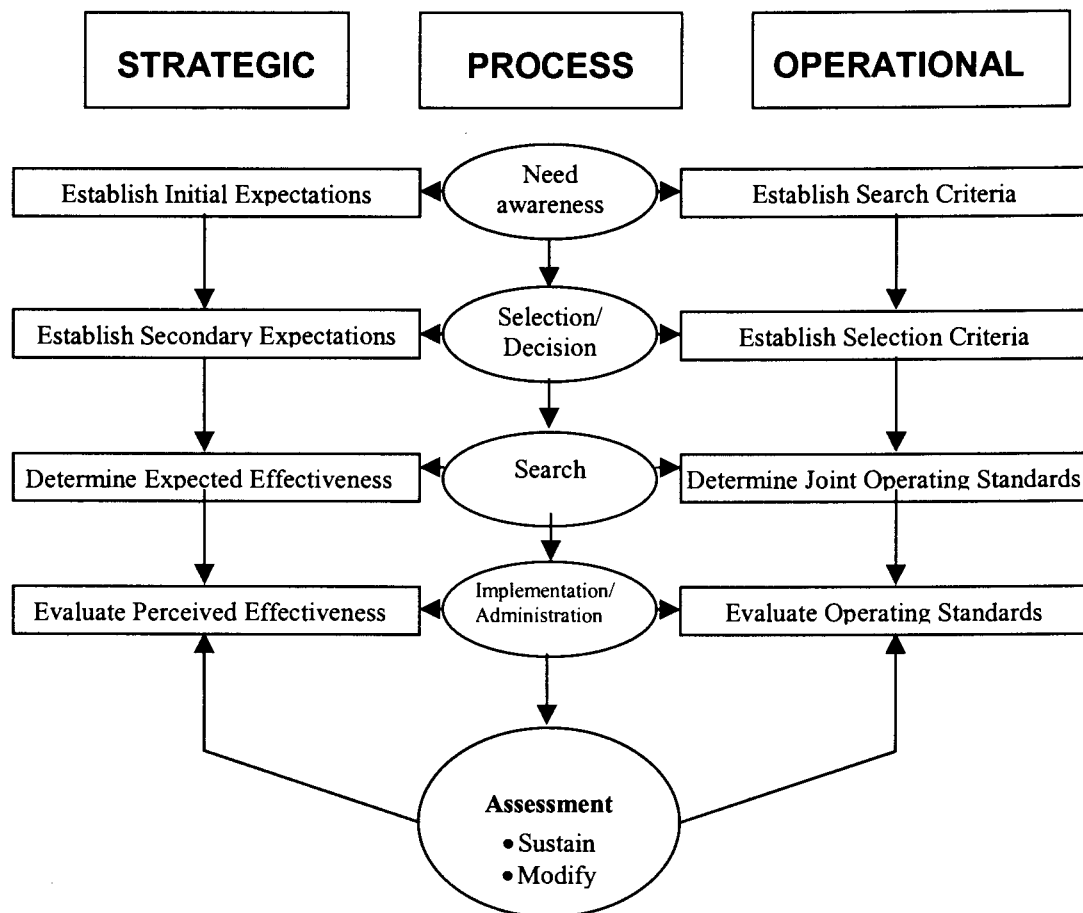 STRATEGIC
PROCESS
OPERATIONAL
Establish Initial Expectations
Need
awareness
Establish Search Criteria
Establish Secondary Expectations
Selection/
Decision
Establish Selection Criteria
Determine Expected Effectiveness
Search
Determine Joint Operating Standards
Evaluate Perceived Effectiveness
Implementation/
Administration
Evaluate Operating Standards
Assessment
• Sustain
• Modify